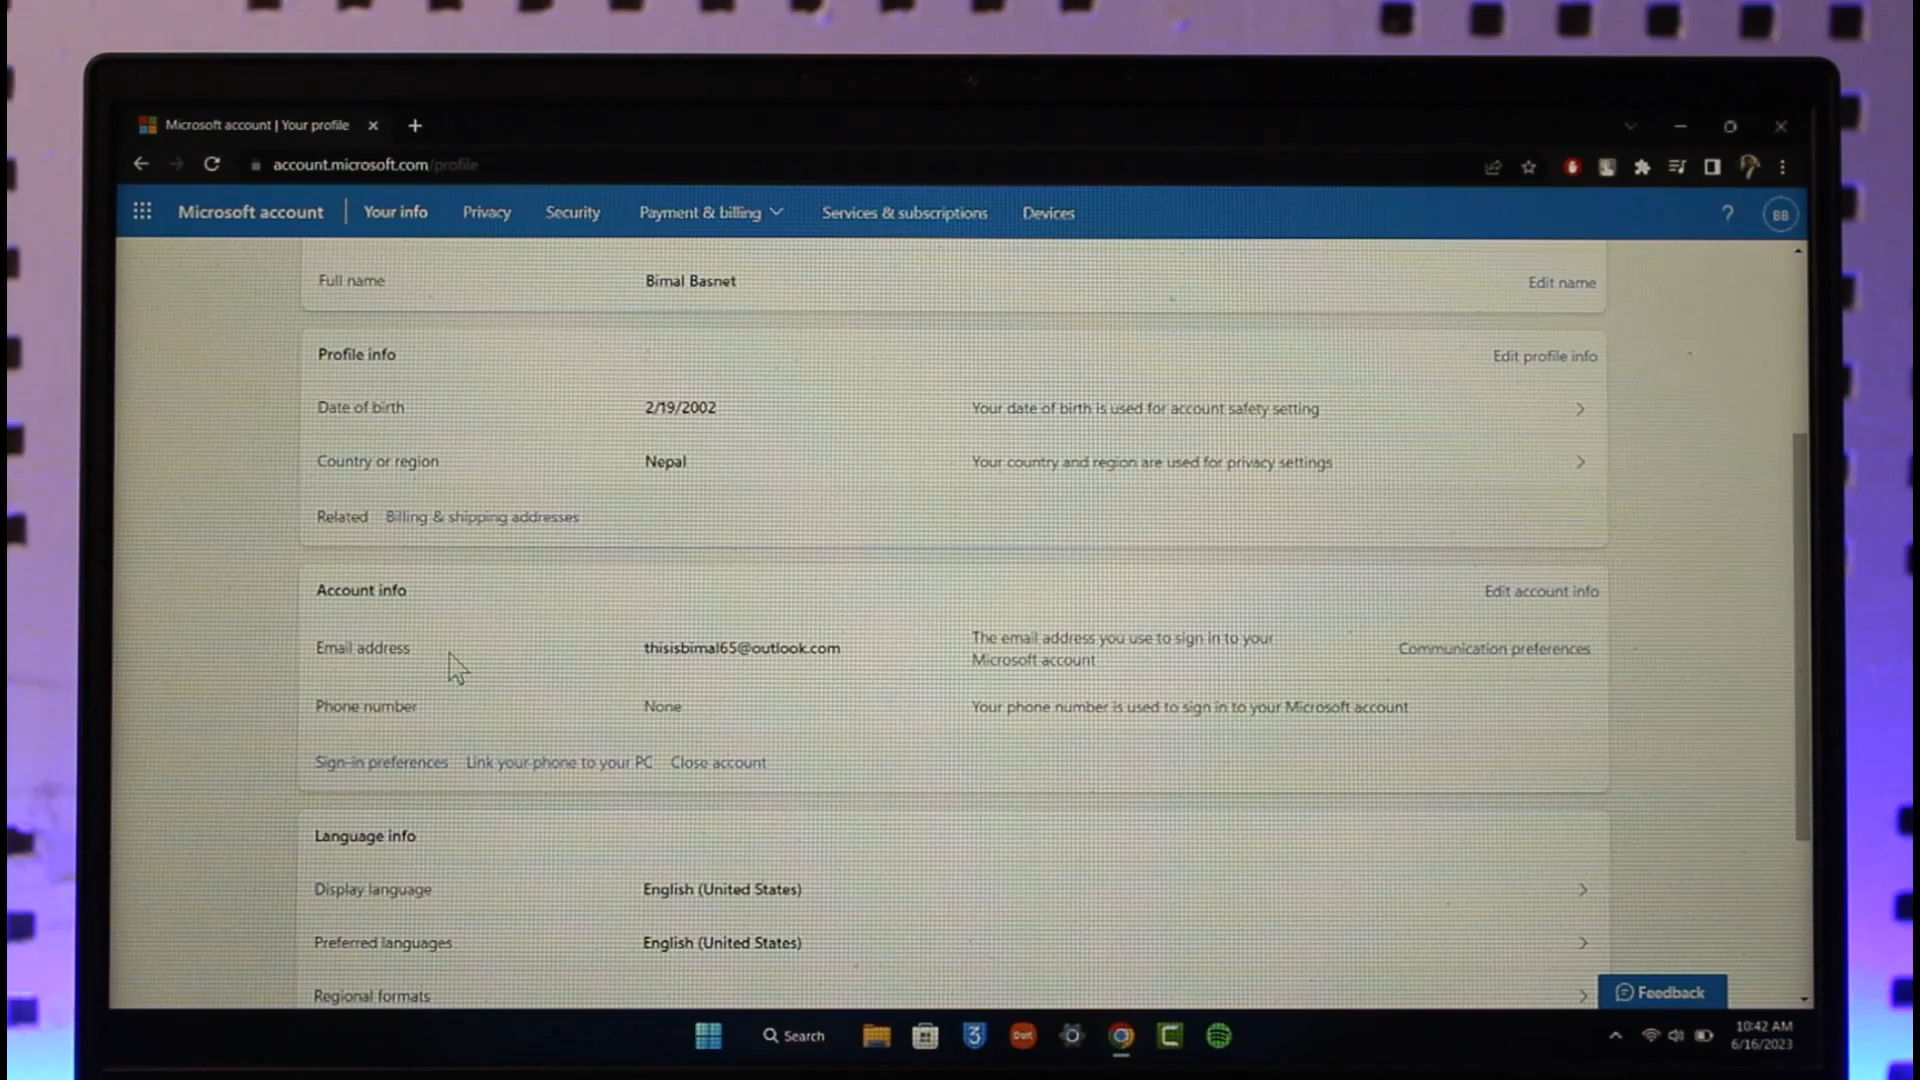 Microsoft account | Your profile
account.microsoft.com/profile
Microsoft account | Your info Privacy Security Payment & billing Services & subscriptions Devices ? BB
Full name Bimal Basnet Edit name
Profile info Edit profile info
Date of birth 2/19/2002 Your date of birth is used for account safety setting
Country or region Nepal Your country and region are used for privacy settings
Related Billing & shipping addresses
Account info Edit account info
Email address thisisbimal65@outlook.com The email address you use to sign in to your
Microsoft account
Communication preferences
Phone number None Your phone number is used to sign in to your Microsoft account
Sign-in preferences Link your phone to your PC Close account
Language info
Display language English (United States)
Preferred languages English (United States)
Regional formats
Feedback
Search
3
10:42 AM
6/16/2023